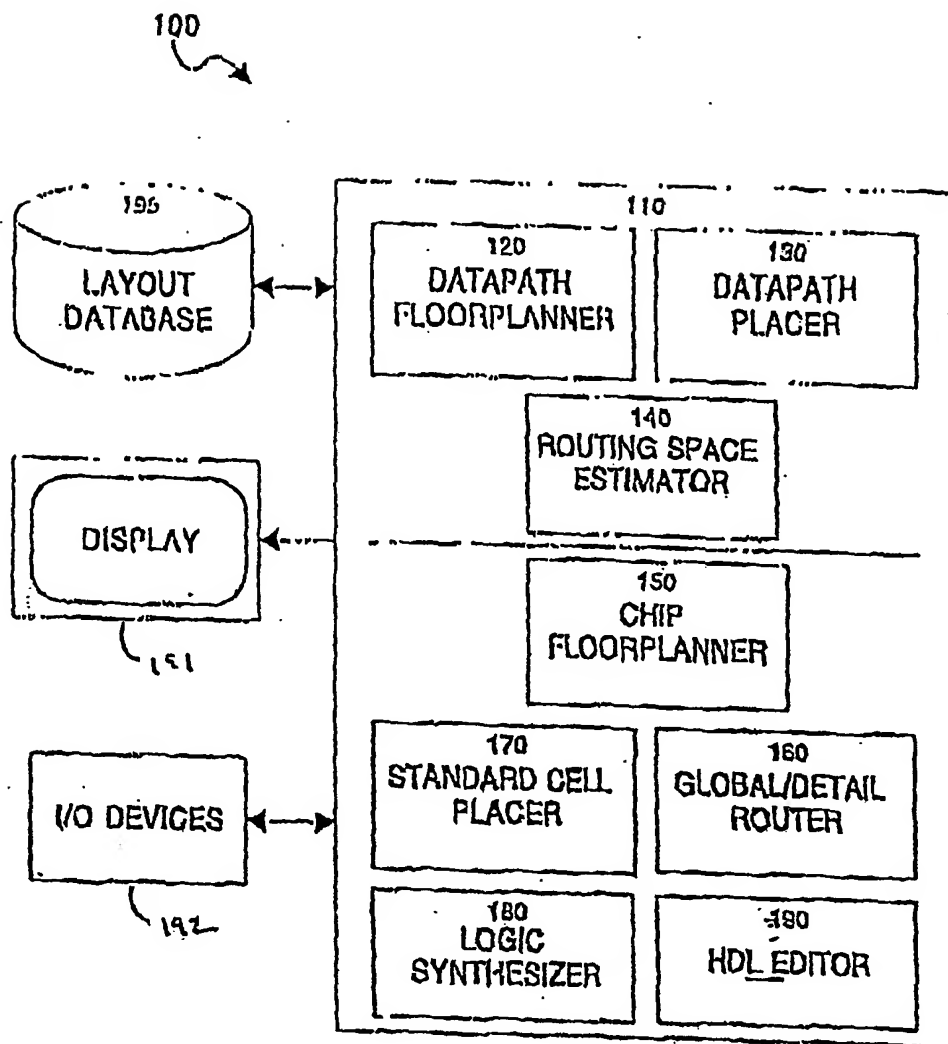 100
195
LAYOUT
DATABASE
110
120
DATAPATH
FLOORPLANNER
130
DATAPATH
PLACER
140
ROUTING SPACE
ESTIMATOR
DISPLAY
191
150
CHIP
FLOORPLANNER
170
STANDARD CELL
PLACER
160
GLOBAL/DETAIL
ROUTER
I/O DEVICES
192
180
LOGIC
SYNTHESIZER
190
HDL EDITOR